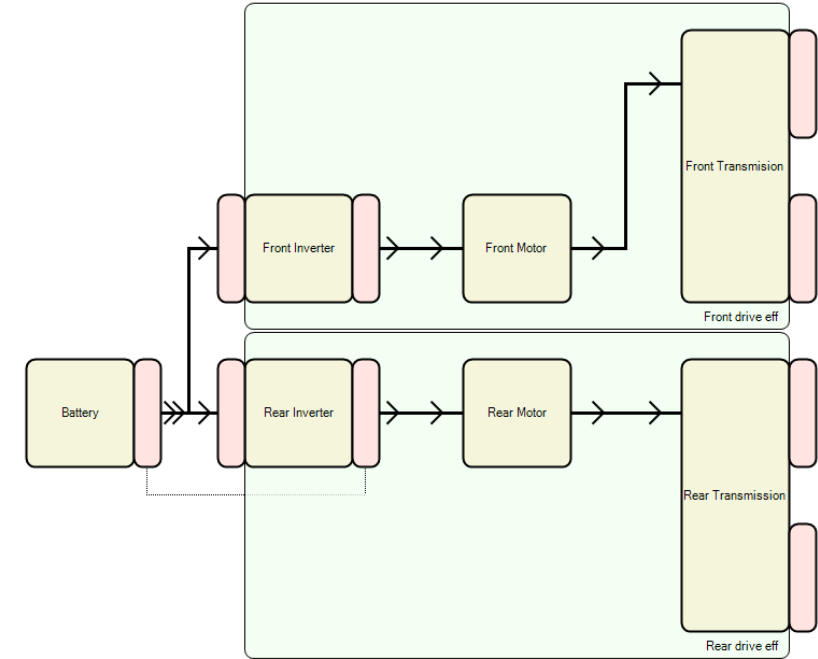 Front Transmision
Front Inverter
Front Motor
Front drive eff
Battery
Rear Inverter
Rear Motor
Rear Transmission
Rear drive eff